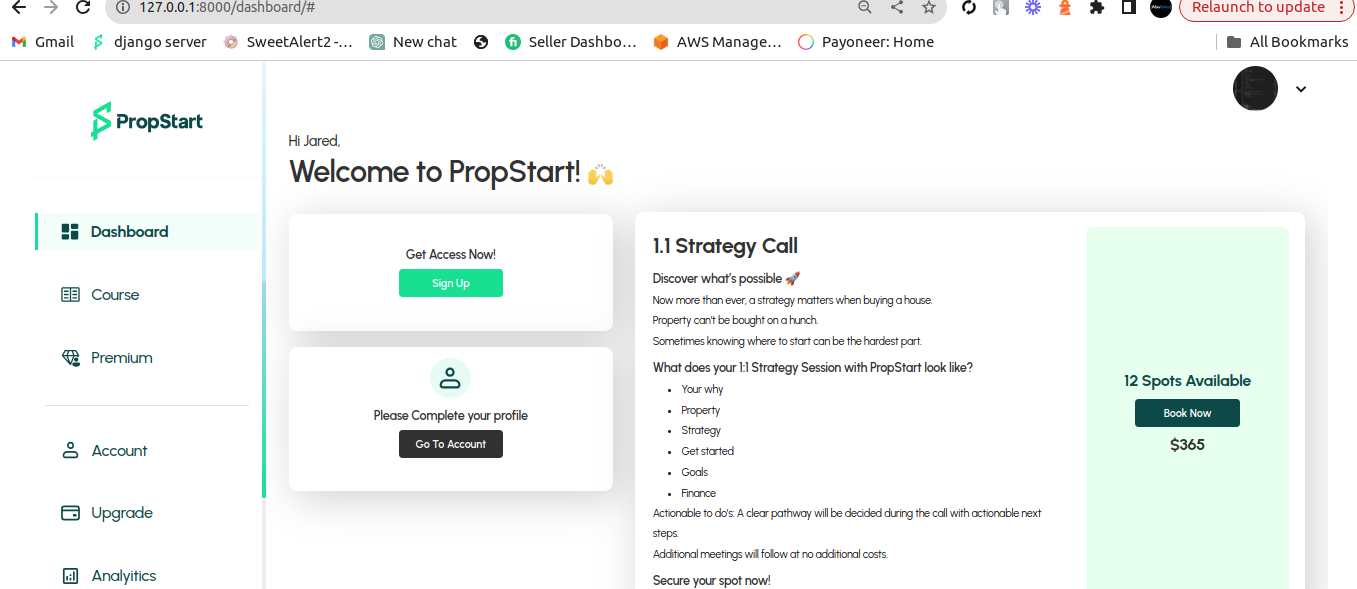 127.0.0.1:8000/dashboard/#
Relaunch to update
Gmail
django server
SweetAlert2 -...
New chat
Seller Dashbo...
AWS Manage...
Payoneer: Home
All Bookmarks
PropStart
Hi Jared,
Welcome to PropStart! 🙌
Dashboard
Course
Premium
Account
Upgrade
Analyitics
Get Access Now!
Sign Up
Please Complete your profile
Go To Account
1.1 Strategy Call
Discover what's possible 🚀
Now more than ever, a strategy matters when buying a house.
Property can't be bought on a hunch.
Sometimes knowing where to start can be the hardest part.
What does your 1:1 Strategy Session with PropStart look like?
• Your why
• Property
• Strategy
• Get started
• Goals
• Finance
Actionable to do's: A clear pathway will be decided during the call with actionable next
steps.
Additional meetings will follow at no additional costs.
Secure your spot now!
12 Spots Available
Book Now
$365